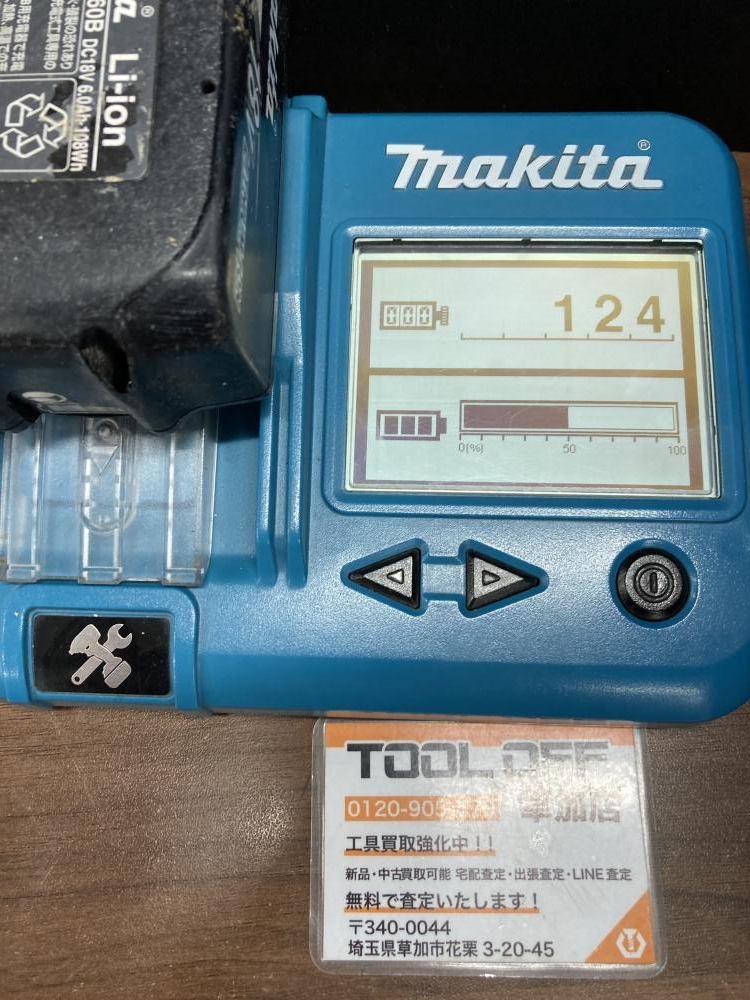 Li-ion
60B DC18V 6.0Ah 108Wh
makita®
124
0(%) 50 100
TOOL OFF
0120-905
草加店
工具買取強化中！！
新品・中古買取可能 宅配査定・出張査定・LINE査定
無料で査定いたします！
〒340-0044
埼玉県草加市花栗 3-20-45